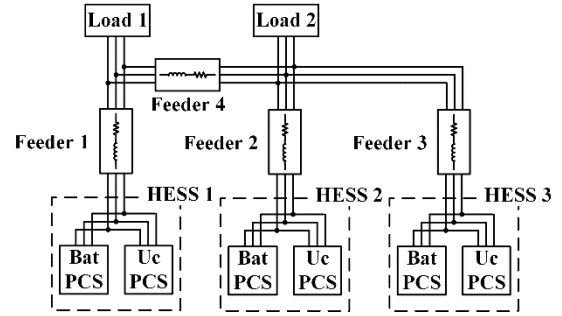 Load 1
Load 2
Feeder 4
Feeder 1
Feeder 2
Feeder 3
HESS 1
HESS 2
HESS 3
Bat
PCS
Uc
PCS
Bat
PCS
Uc
PCS
Bat
PCS
Uc
PCS